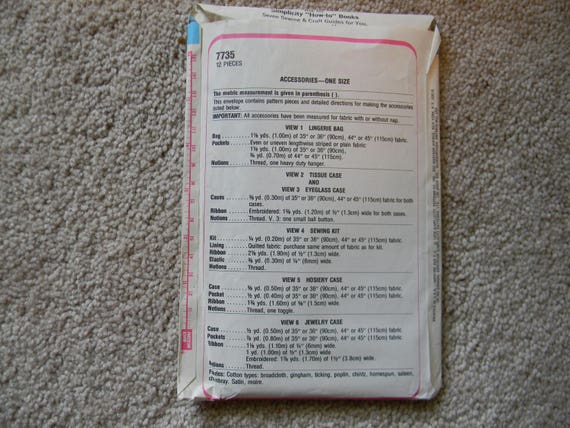 Simplicity "How-to" Books
Seven Sewing & Craft Guides for You.
7735
12 PIECES
ACCESSORIES—ONE SIZE
The metric measurement is given in parenthesis ( ).
This envelope contains pattern pieces and detailed directions for making the accessories
listed below.
IMPORTANT: All accessories have been measured for fabric with or without nap.
VIEW 1 LINGERIE BAG
Bag . . . . . . . . . . 1⅛ yds. (1.00m) of 35" or 36" (90cm), 44" or 45" (115cm) fabric.
Pockets . . . . . . . Even or uneven lengthwise striped or plain fabric
1⅛ yds. (1.00m) of 35" or 36" (90cm),
¾ yd. (0.70m) of 44" or 45" (115cm).
Notions . . . . . . . Thread, one heavy duty hanger.
VIEW 2 TISSUE CASE
AND
VIEW 3 EYEGLASS CASE
Cases . . . . . . . . ⅜ yd. (0.30m) of 35" or 36" (90cm), 44" or 45" (115cm) fabric for both
cases.
Ribbon . . . . . . . Embroidered: 1⅜ yds. (1.20m) of ½" (1.3cm) wide for both cases.
Notions . . . . . . . Thread. V. 3: one small ball button.
VIEW 4 SEWING KIT
Kit . . . . . . . . . . ¼ yd. (0.20m) of 35" or 36" (90cm), 44" or 45" (115cm) fabric.
Lining . . . . . . . . Quilted fabric: purchase same amount of fabric as for kit.
Ribbon . . . . . . . 2⅛ yds. (1.90m) of ½" (1.3cm) wide.
Elastic . . . . . . . ⅜ yd. (0.30m) of ¼" (6mm) wide.
Notions . . . . . . . Thread.
VIEW 5 HOSIERY CASE
Case . . . . . . . . . ⅝ yd. (0.50m) of 35" or 36" (90cm), 44" or 45" (115cm) fabric.
Pocket . . . . . . . ½ yd. (0.40m) of 35" or 36" (90cm), 44" or 45" (115cm) fabric.
Ribbon . . . . . . . 1¾ yds. (1.60m) of ⅝" (1.5cm) wide.
Notions . . . . . . . Thread, one toggle.
VIEW 6 JEWELRY CASE
Case . . . . . . . . . ½ yd. (0.50m) of 35" or 36" (90cm), 44" or 45" (115cm) fabric.
Pockets . . . . . . . ⅞ yd. (0.80m) of 35" or 36" (90cm), 44" or 45" (115cm) fabric.
Ribbon . . . . . . . 1⅛ yds. (1.10m) of ¼" (6mm) wide,
1 yd. (1.00m) of ½" (1.3cm) wide.
Embroidered: 1⅞ yds. (1.70m) of 1½" (3.8cm) wide.
Notions . . . . . . . Thread.
Fabrics: Cotton types: broadcloth, gingham, ticking, poplin, chintz, homespun, sateen,
chambray. Satin, moire.